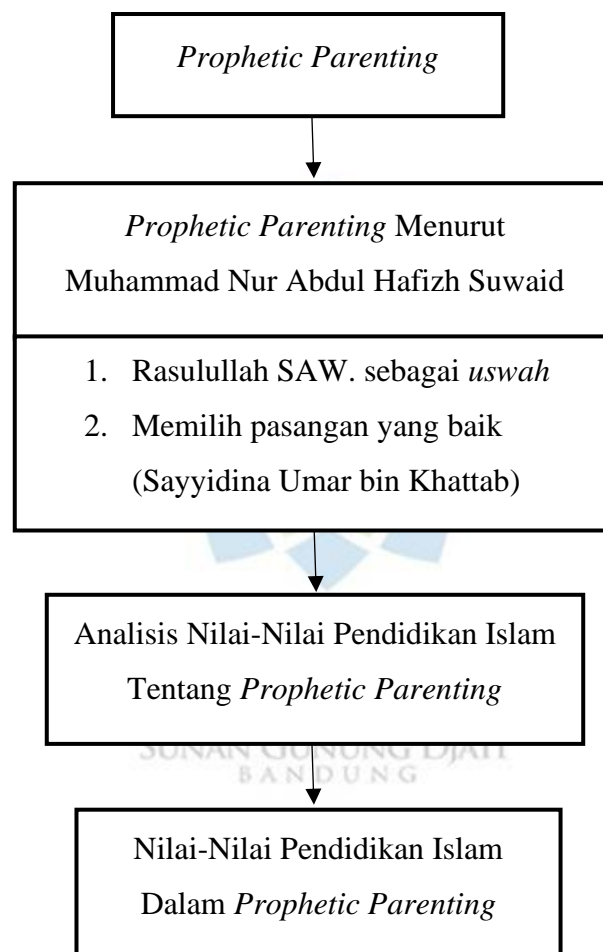 Prophetic Parenting
Prophetic Parenting Menurut
Muhammad Nur Abdul Hafizh Suwaid
1. Rasulullah SAW. sebagai uswah
2. Memilih pasangan yang baik
(Sayyidina Umar bin Khattab)
Analisis Nilai-Nilai Pendidikan Islam
Tentang Prophetic Parenting
SUNAN GUNUNG DJATI
BANDUNG
Nilai-Nilai Pendidikan Islam
Dalam Prophetic Parenting